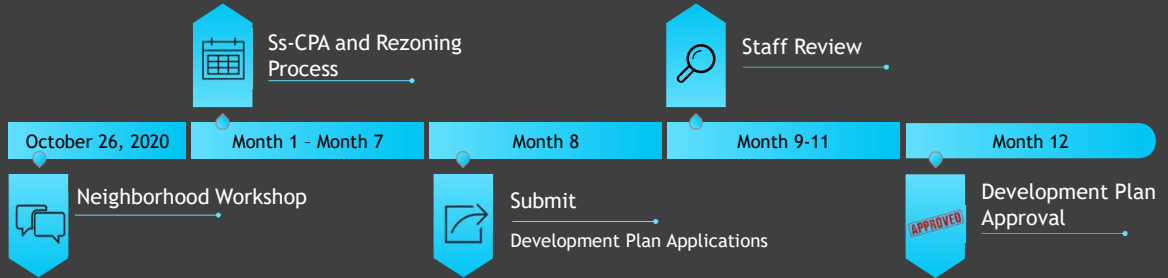 Ss-CPA and Rezoning
Process
Staff Review
October 26, 2020
Month 1 – Month 7
Month 8
Month 9-11
Month 12
Neighborhood Workshop
Submit
Development Plan Applications
APPROVED
Development Plan
Approval